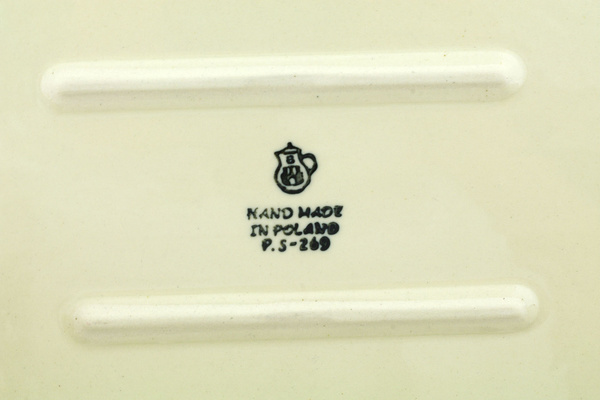 B
HAND MADE
IN POLAND
P.S-269